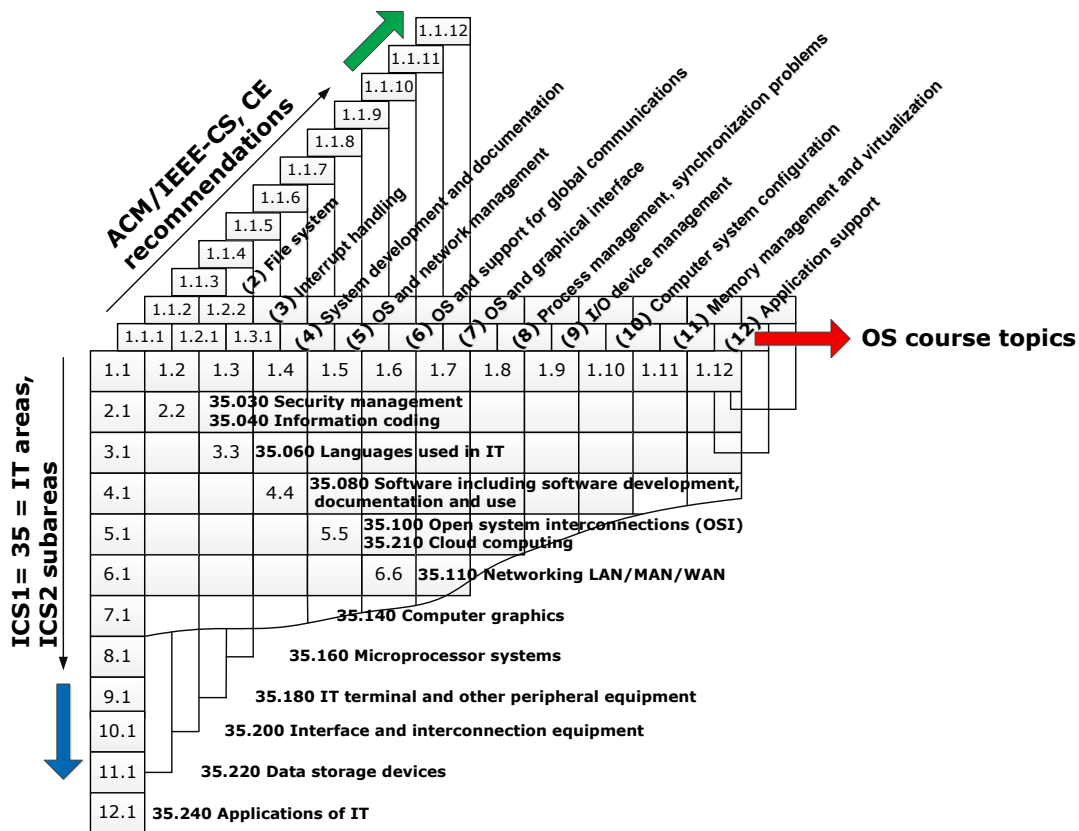 1.1.12
1.1.11
1.1.10
1.1.9
1.1.8
1.1.7
1.1.6
1.1.5
1.1.4
1.1.3
1.1.2 1.2.2
1.1.1 1.2.1 1.3.1
ACM/IEEE-CS, CE
recommendations
(2) File system
(3) Interrupt handling
(4) System development and documentation
(5) OS and network management
(6) OS and support for global communications
(7) OS and graphical interface
(8) Process management, synchronization problems
(9) I/O device management
(10) Computer system configuration
(11) Memory management and virtualization
(12) Application support
OS course topics
ICS1= 35 = IT areas,
ICS2 subareas
1.1 1.2 1.3 1.4 1.5 1.6 1.7 1.8 1.9 1.10 1.11 1.12
2.1 2.2 35.030 Security management
35.040 Information coding
3.1 3.3 35.060 Languages used in IT
4.1 4.4 35.080 Software including software development,
documentation and use
5.1 5.5 35.100 Open system interconnections (OSI)
35.210 Cloud computing
6.1 6.6 35.110 Networking LAN/MAN/WAN
7.1 35.140 Computer graphics
8.1 35.160 Microprocessor systems
9.1 35.180 IT terminal and other peripheral equipment
10.1 35.200 Interface and interconnection equipment
11.1 35.220 Data storage devices
12.1 35.240 Applications of IT